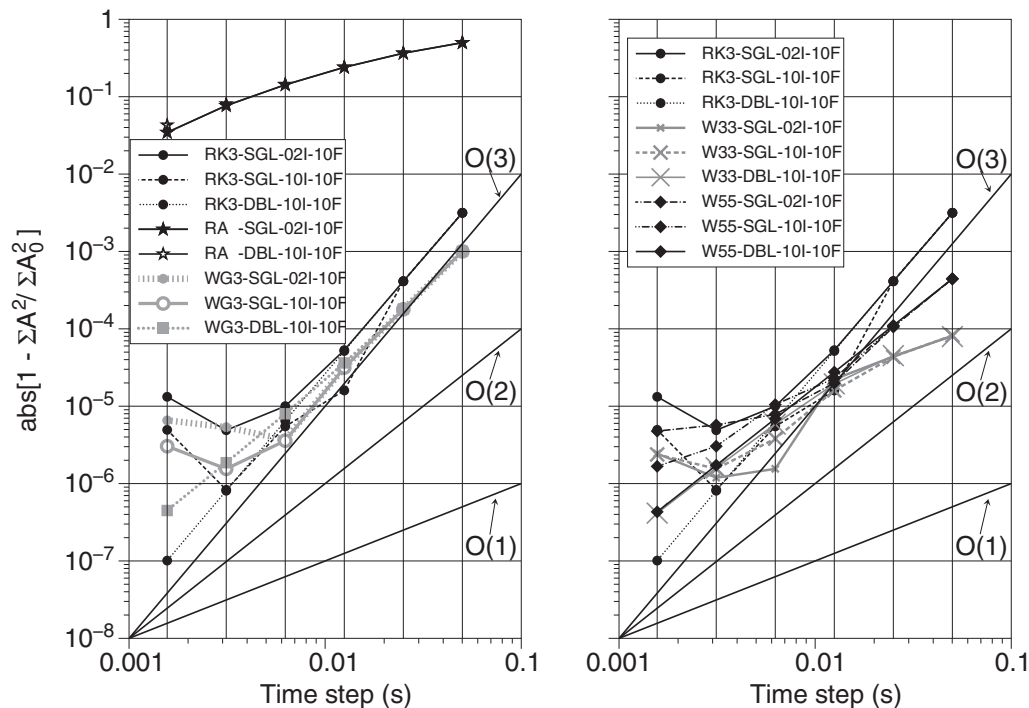 1
10⁻¹
10⁻²
10⁻³
10⁻⁴
10⁻⁵
10⁻⁶
10⁻⁷
10⁻⁸
abs[1 - ΣA²/ ΣA₀²]
RK3-SGL-02I-10F
RK3-SGL-10I-10F
RK3-DBL-10I-10F
RA -SGL-02I-10F
RA -DBL-10I-10F
WG3-SGL-02I-10F
WG3-SGL-10I-10F
WG3-DBL-10I-10F
O(3)
O(2)
O(1)
0.001
0.01
0.1
Time step (s)
RK3-SGL-02I-10F
RK3-SGL-10I-10F
RK3-DBL-10I-10F
W33-SGL-02I-10F
W33-SGL-10I-10F
W33-DBL-10I-10F
W55-SGL-02I-10F
W55-SGL-10I-10F
W55-DBL-10I-10F
O(3)
O(2)
O(1)
0.001
0.01
0.1
Time step (s)